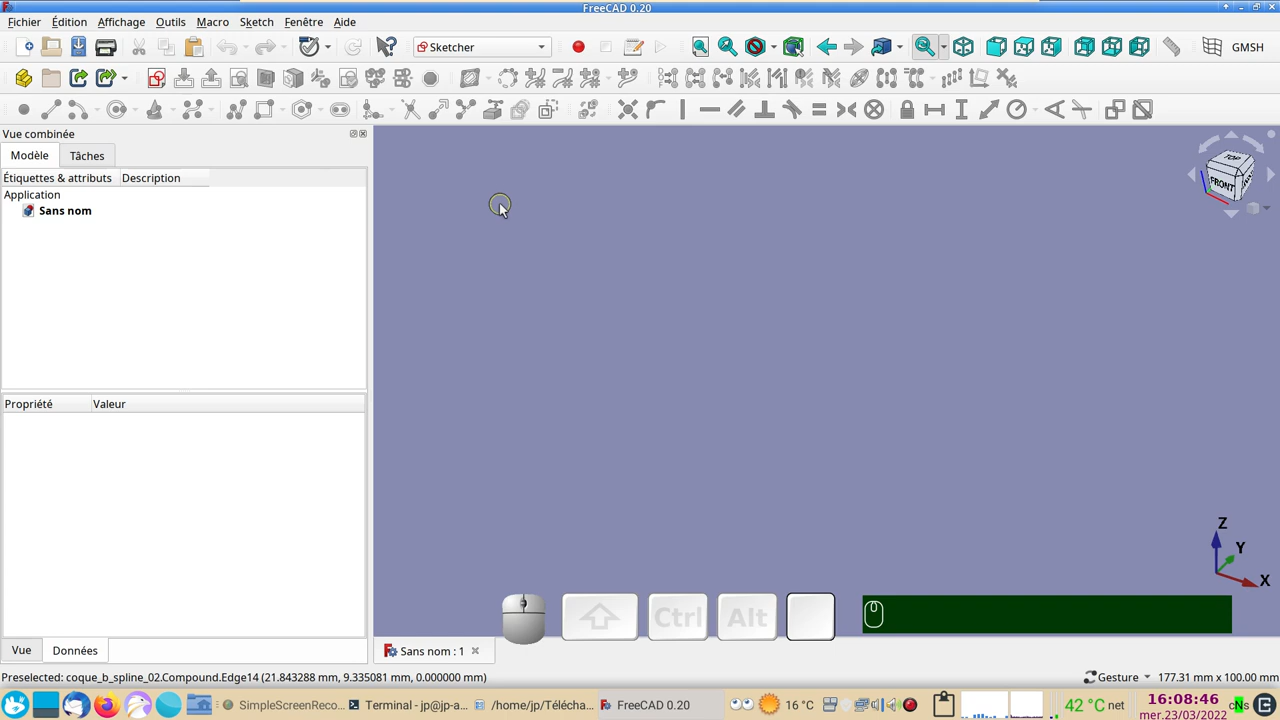 FreeCAD 0.20
Fichier Édition Affichage Outils Macro Sketch Fenêtre Aide
Sketcher GMSH
Vue combinée
Modèle Tâches
Étiquettes & attributs Description
Application
Sans nom
TOP
FRONT
Propriété Valeur
Z
Y
X
Ctrl Alt
Vue Données Sans nom : 1
Preselected: coque_b_spline_02.Compound.Edge14 (21.843288 mm, 9.335081 mm, 0.000000 mm) Gesture 177.31 mm x 100.00 mm
SimpleScreenReco... Terminal - jp@jp-a... /home/jp/Télécha... FreeCAD 0.20 16 °C 42 °C net 16:08:46
mer.23/03/2022